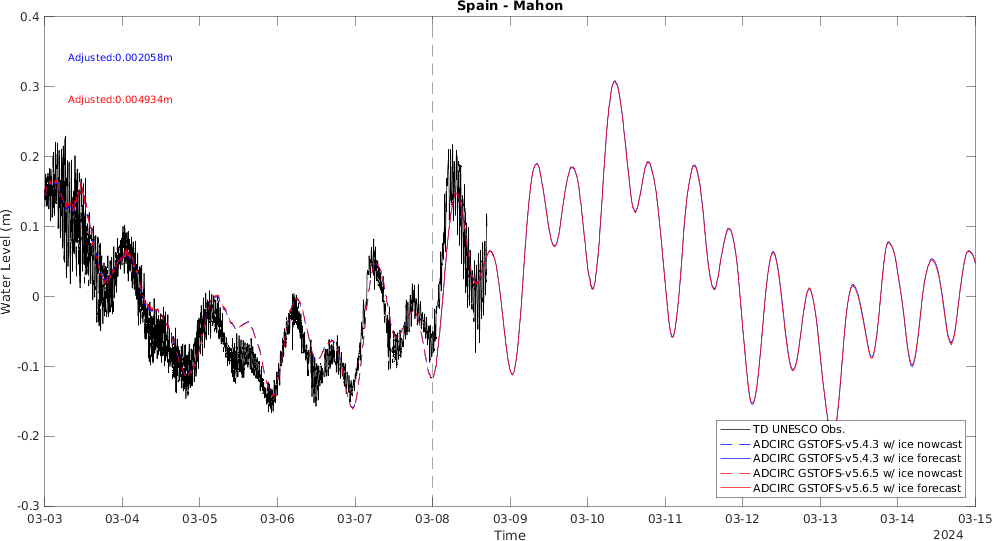 Spain - Mahon
Adjusted:0.002058m
Adjusted:0.004934m
Water Level (m)
0.4
0.3
0.2
0.1
0
-0.1
-0.2
-0.3
TD UNESCO Obs.
ADCIRC GSTOFS-v5.4.3 w/ ice nowcast
ADCIRC GSTOFS-v5.4.3 w/ ice forecast
ADCIRC GSTOFS-v5.6.5 w/ ice nowcast
ADCIRC GSTOFS-v5.6.5 w/ ice forecast
03-03 03-04 03-05 03-06 03-07 03-08 03-09 03-10 03-11 03-12 03-13 03-14 03-15
Time
2024